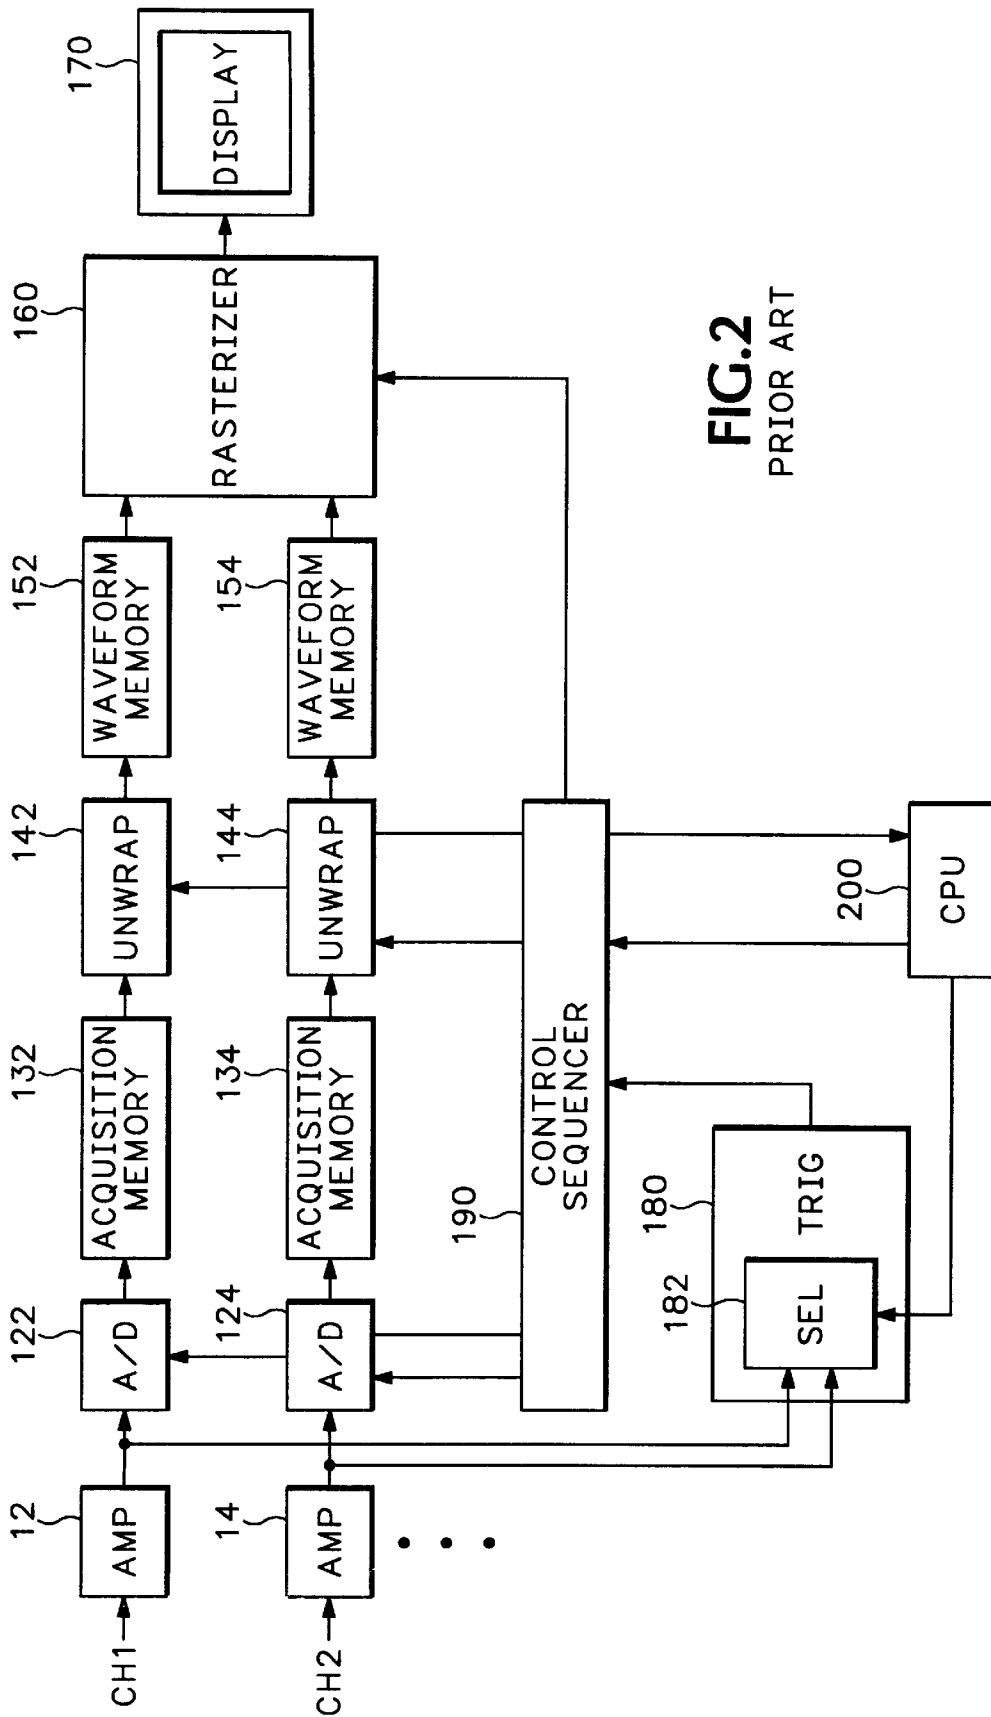 CH1
12
AMP
122
A/D
132
ACQUISITION
MEMORY
142
UNWRAP
152
WAVEFORM
MEMORY
160
RASTERIZER
170
DISPLAY
CH2
14
AMP
124
A/D
134
ACQUISITION
MEMORY
144
UNWRAP
154
WAVEFORM
MEMORY
190
CONTROL
SEQUENCER
180
TRIG
182
SEL
200
CPU
FIG.2
PRIOR ART